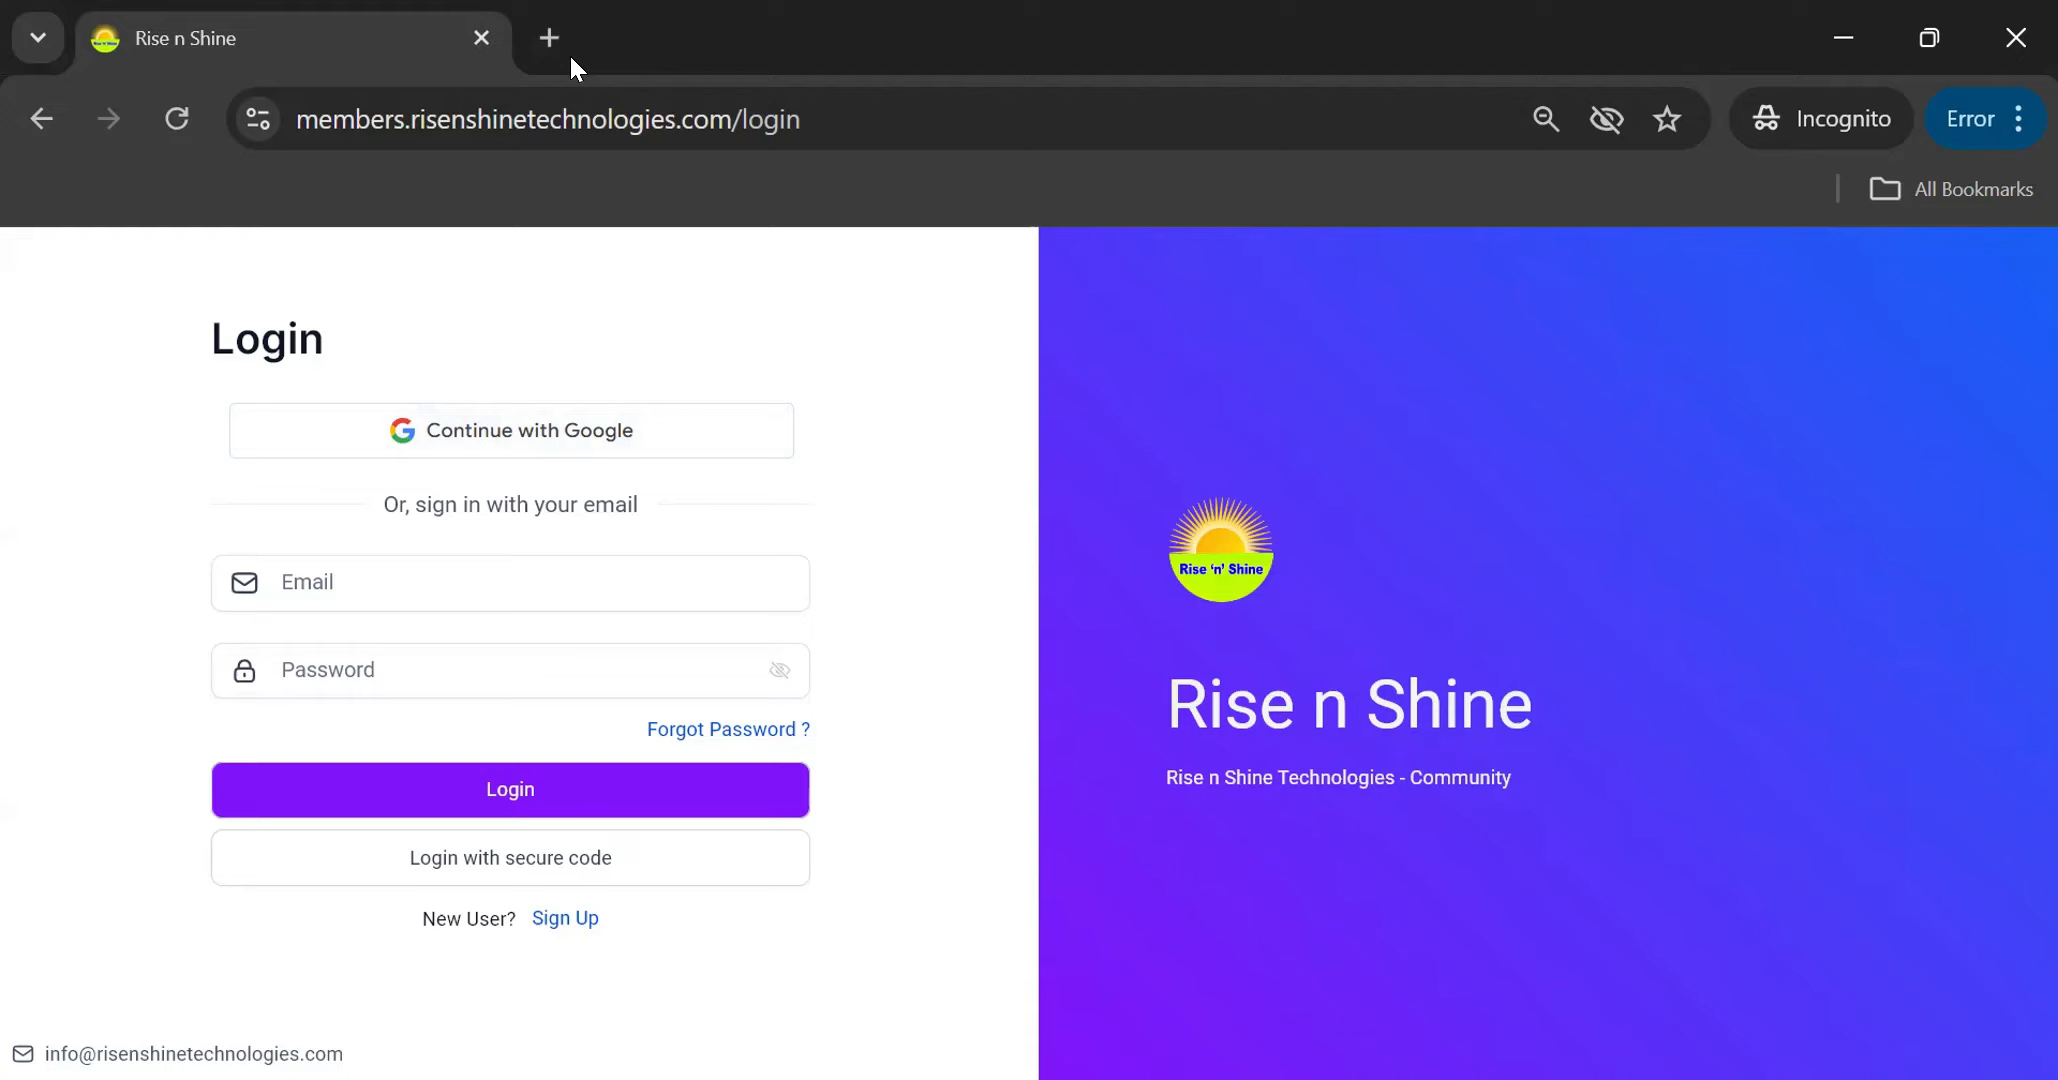 Rise n Shine
members.risenshinetechnologies.com/login
Incognito
Error
All Bookmarks
Login
Continue with Google
Or, sign in with your email
Email
Password
Forgot Password ?
Login
Login with secure code
New User? Sign Up
info@risenshinetechnologies.com
Rise 'n' Shine
Rise n Shine
Rise n Shine Technologies - Community